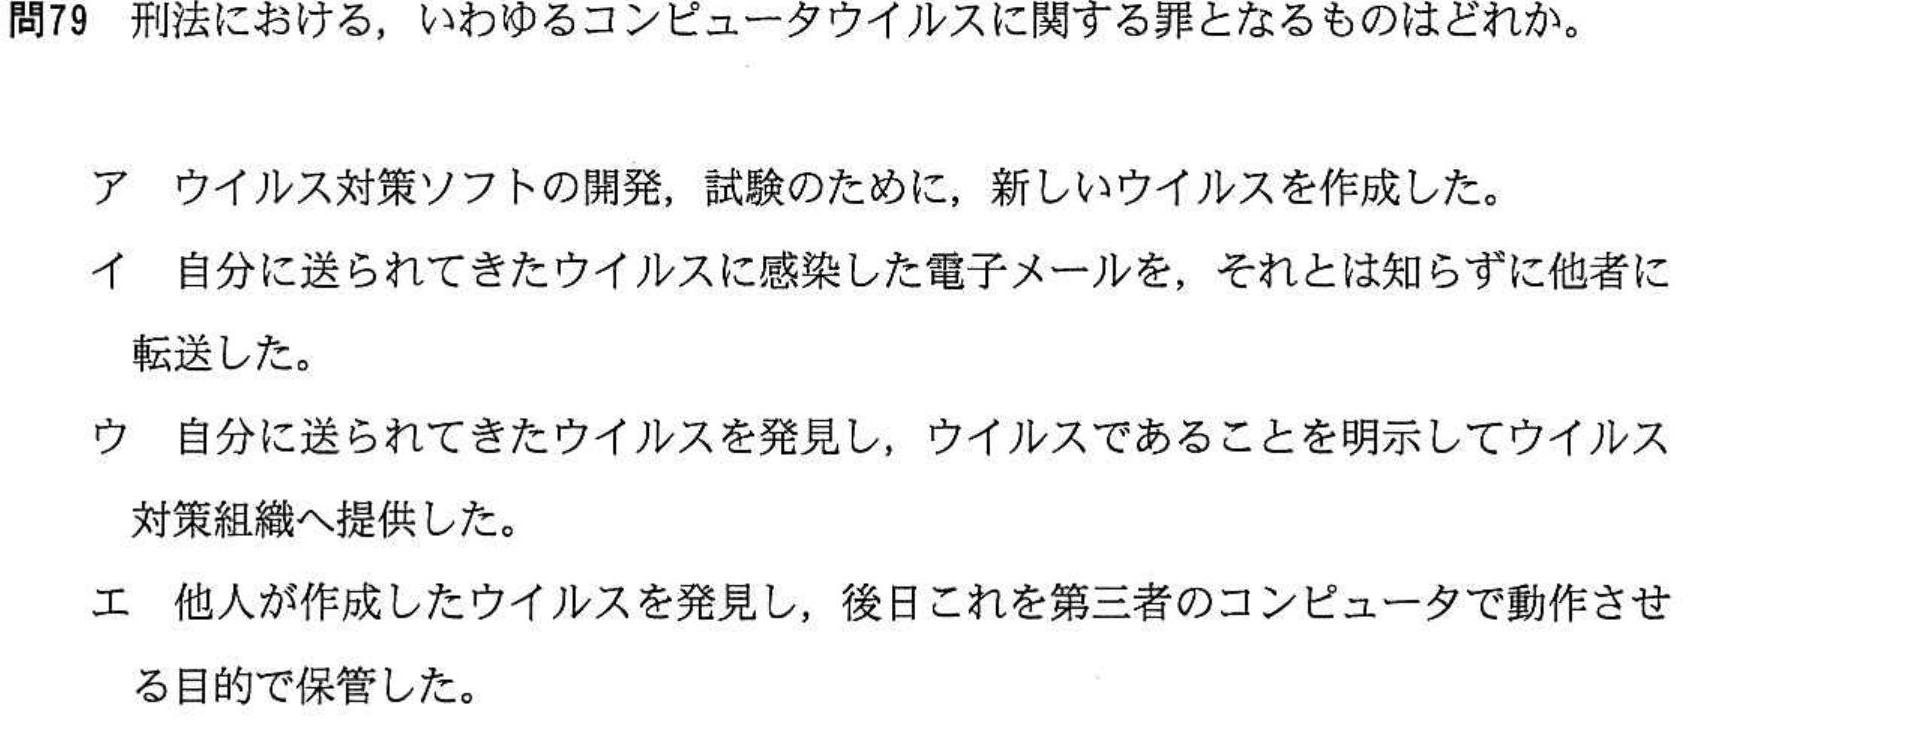 問79　刑法における，いわゆるコンピュータウイルスに関する罪となるものはどれか。
ア　ウイルス対策ソフトの開発，試験のために，新しいウイルスを作成した。
イ　自分に送られてきたウイルスに感染した電子メールを，それとは知らずに他者に
転送した。
ウ　自分に送られてきたウイルスを発見し，ウイルスであることを明示してウイルス
対策組織へ提供した。
エ　他人が作成したウイルスを発見し，後日これを第三者のコンピュータで動作させ
る目的で保管した。